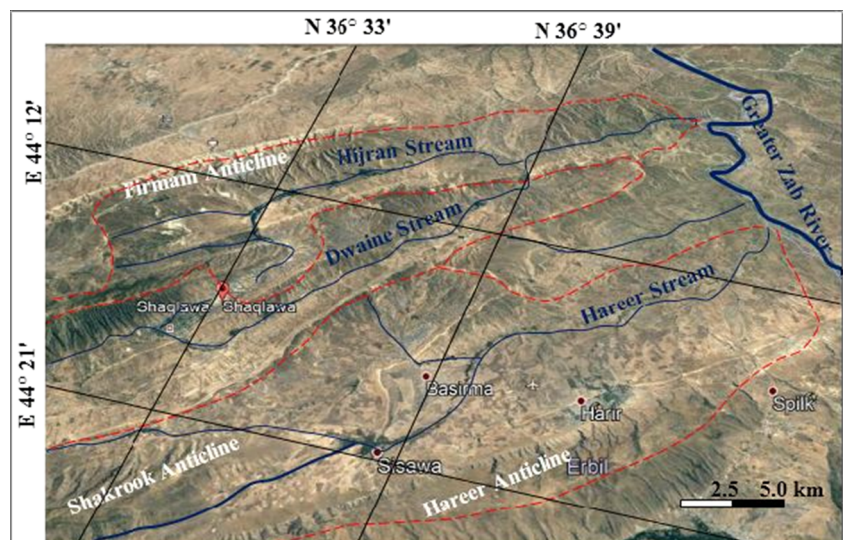 N 36° 33'
N 36° 39'
E 44° 12'
Greater Zab River
Hijran Stream
Firmam Anticline
Dwaine Stream
Hareer Stream
Shaqlawa Shaqlawa
E 44° 21'
Basirma
Harir
Spilk
Sisawa
Shakrook Anticline
Hareer Anticline
Erbil
2.5 5.0 km